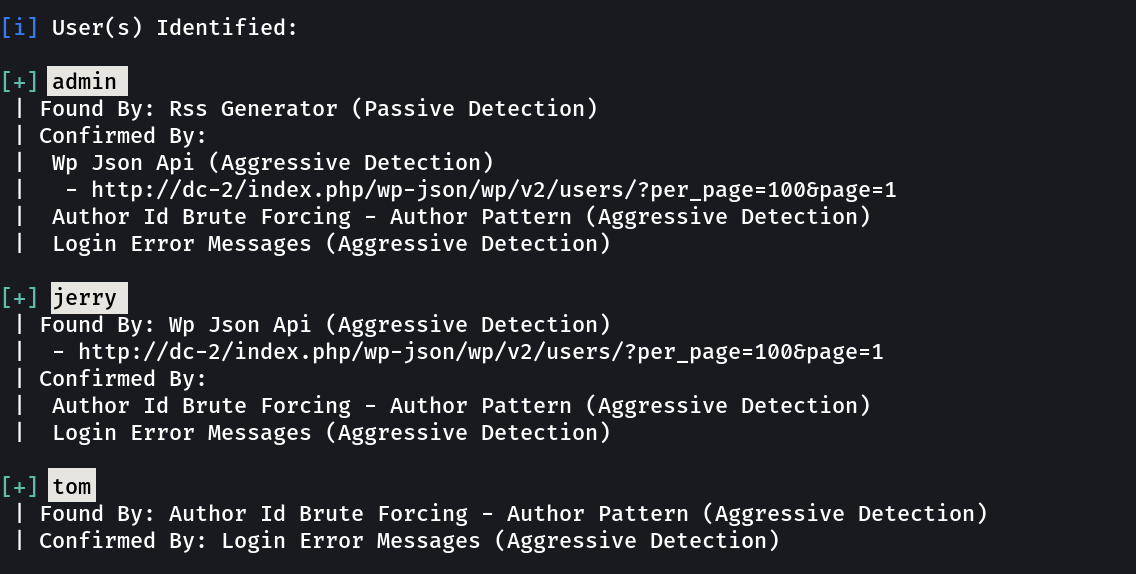 [i] User(s) Identified:
[+] admin
| Found By: Rss Generator (Passive Detection)
| Confirmed By:
|  Wp Json Api (Aggressive Detection)
|   - http://dc-2/index.php/wp-json/wp/v2/users/?per_page=100&page=1
|  Author Id Brute Forcing - Author Pattern (Aggressive Detection)
|  Login Error Messages (Aggressive Detection)
[+] jerry
| Found By: Wp Json Api (Aggressive Detection)
|  - http://dc-2/index.php/wp-json/wp/v2/users/?per_page=100&page=1
| Confirmed By:
|  Author Id Brute Forcing - Author Pattern (Aggressive Detection)
|  Login Error Messages (Aggressive Detection)
[+] tom
| Found By: Author Id Brute Forcing - Author Pattern (Aggressive Detection)
| Confirmed By: Login Error Messages (Aggressive Detection)